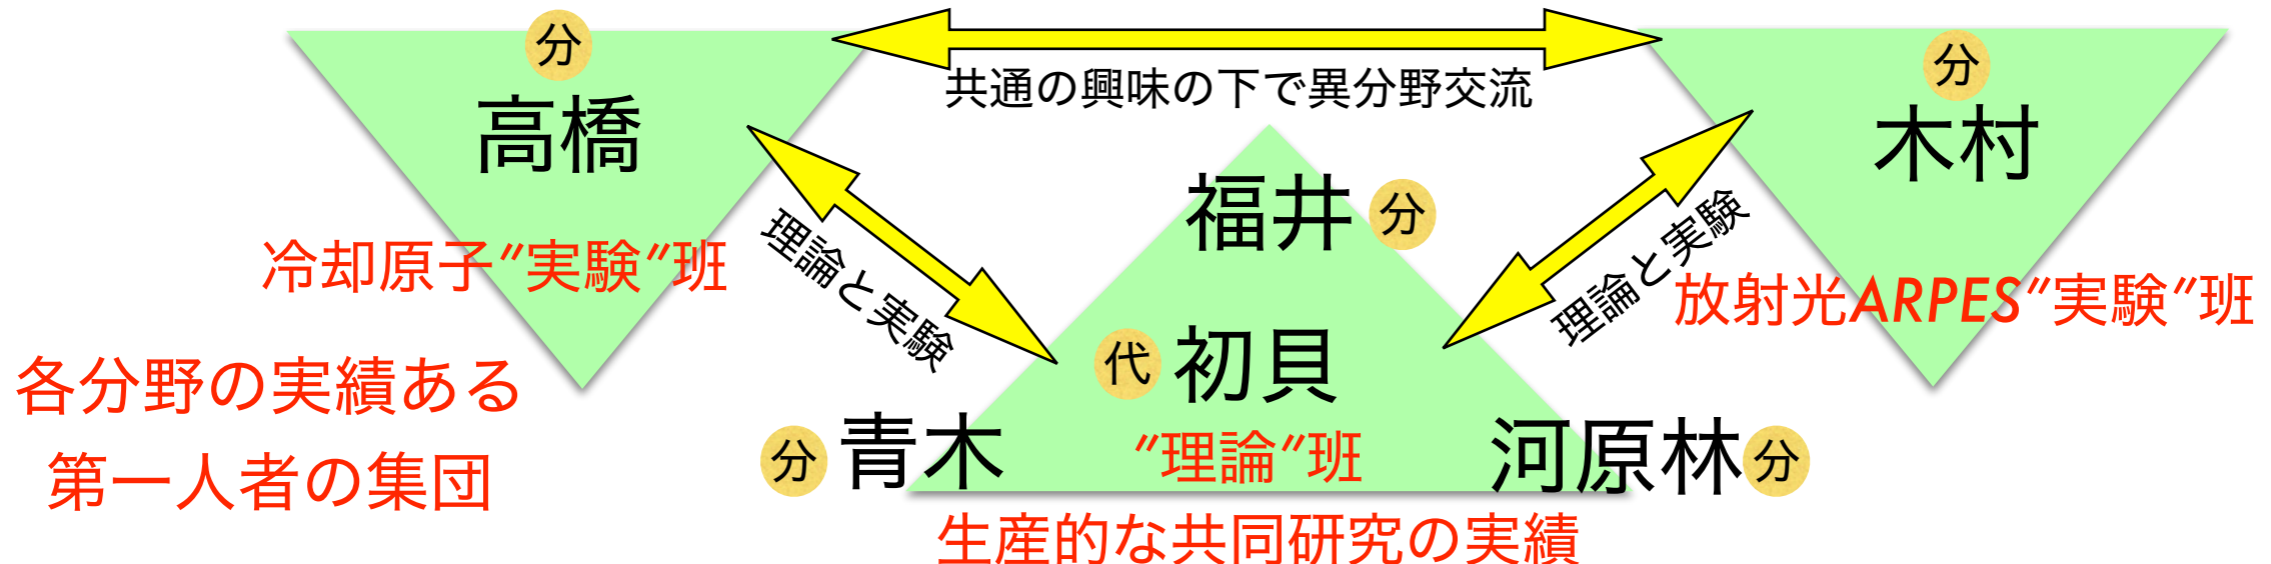 分
高橋
冷却原子"実験"班
共通の興味の下で異分野交流
分
木村
放射光ARPES"実験"班
理論と実験
理論と実験
福井 分
代 初貝
分 青木
"理論"班
河原林 分
生産的な共同研究の実績
各分野の実績ある
第一人者の集団